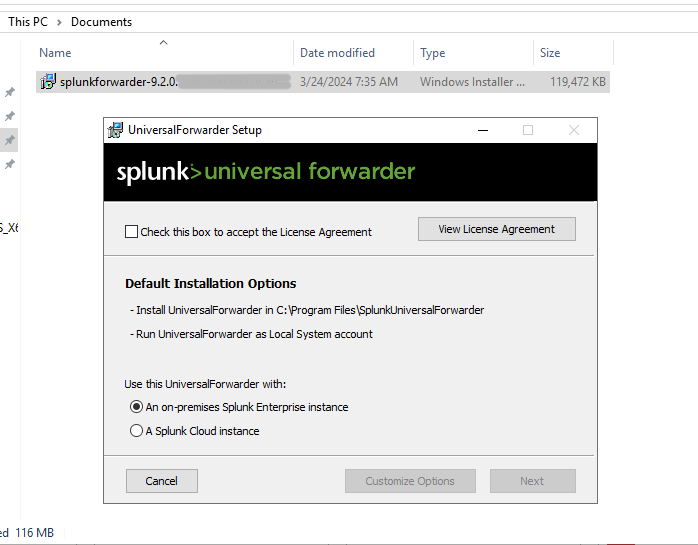 This PC > Documents
Name Date modified Type Size
splunkforwarder-9.2.0. 3/24/2024 7:35 AM Windows Installer ... 119,472 KB
UniversalForwarder Setup
splunk>universal forwarder
Check this box to accept the License Agreement View License Agreement
S_X6
Default Installation Options
- Install UniversalForwarder in C:\Program Files\SplunkUniversalForwarder
- Run UniversalForwarder as Local System account
Use this UniversalForwarder with:
An on-premises Splunk Enterprise instance
A Splunk Cloud instance
Cancel Customize Options Next
ed 116 MB